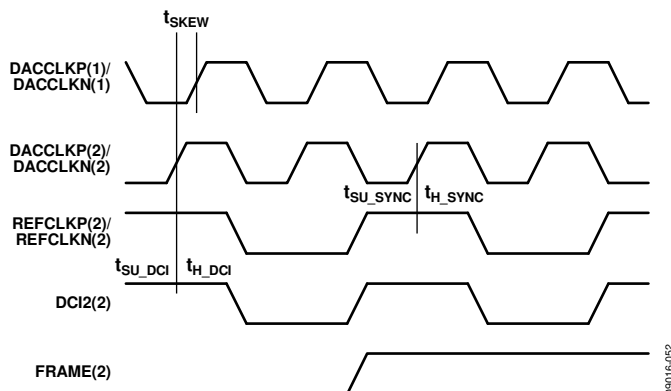 tSKEW
DACCLKP(1)/
DACCLKN(1)
DACCLKP(2)/
DACCLKN(2)
tSU_SYNC tH_SYNC
REFCLKP(2)/
REFCLKN(2)
tSU_DCI tH_DCI
DCI2(2)
FRAME(2)
09016-052